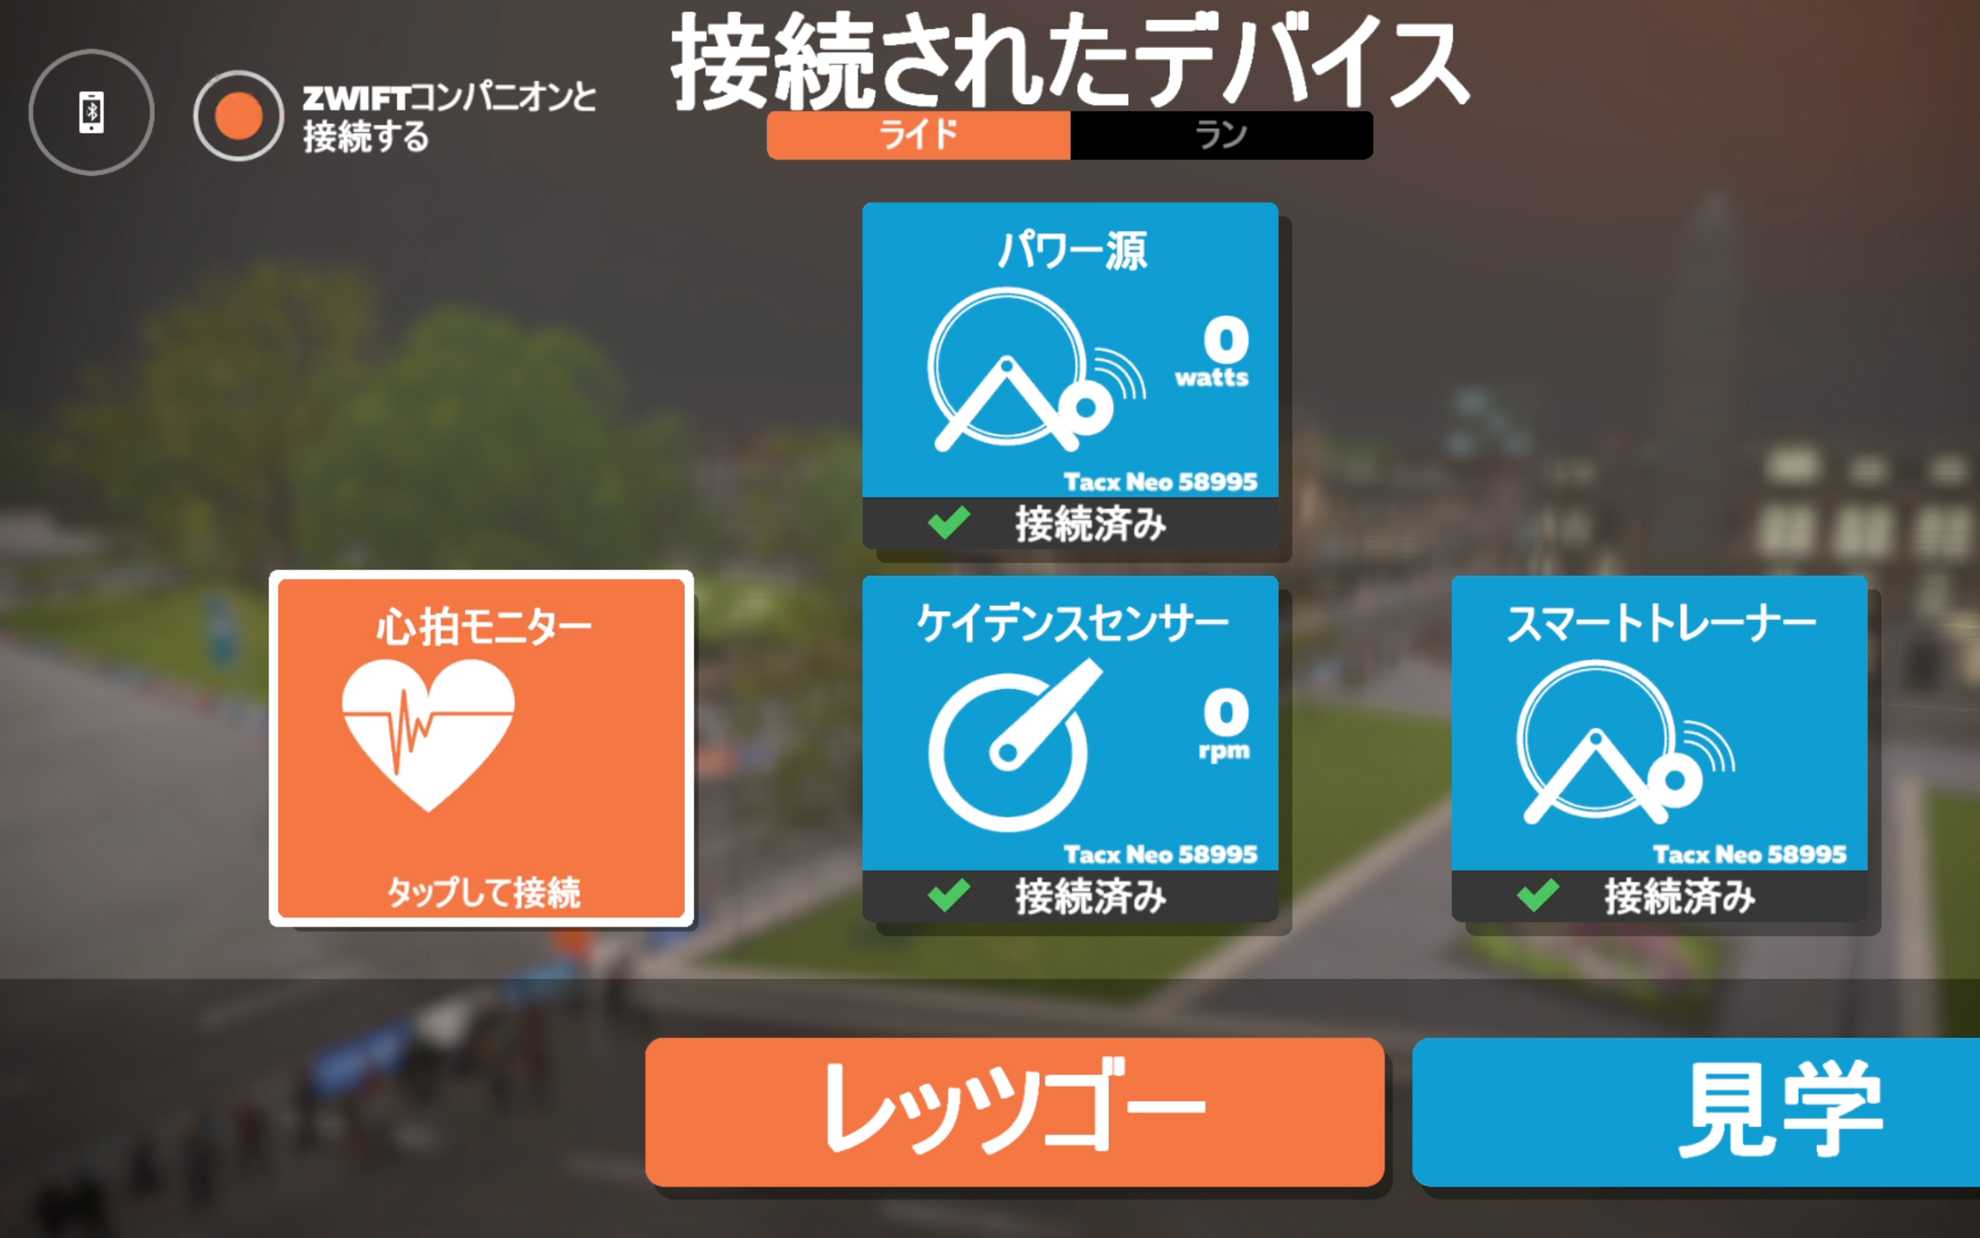 接続されたデバイス
ZWIFTコンパニオンと
接続する
ライド
ラン
パワー源
0
watts
Tacx Neo 58995
接続済み
心拍モニター
タップして接続
ケイデンスセンサー
0
rpm
Tacx Neo 58995
接続済み
スマートトレーナー
Tacx Neo 58995
接続済み
レッツゴー
見学